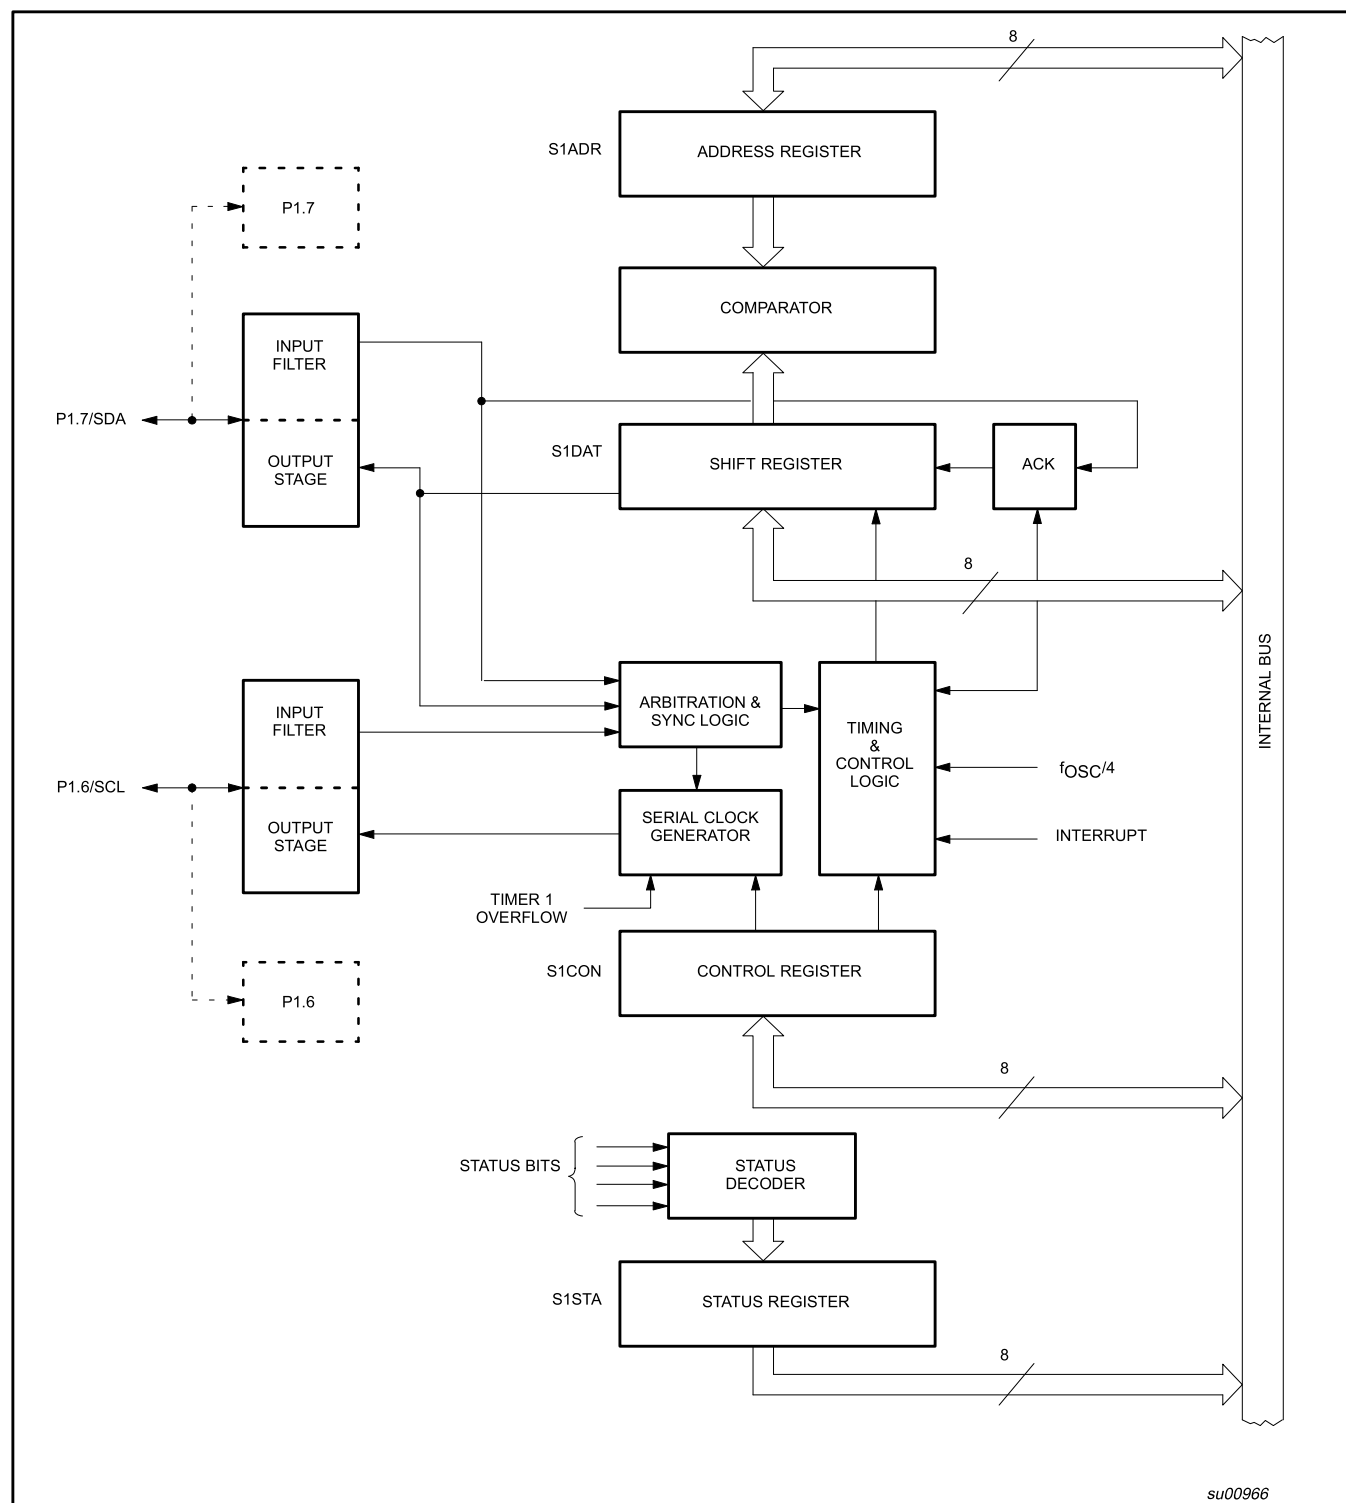 8
S1ADR
ADDRESS REGISTER
P1.7
COMPARATOR
INPUT
FILTER
P1.7/SDA
OUTPUT
STAGE
S1DAT
SHIFT REGISTER
ACK
8
INTERNAL BUS
INPUT
FILTER
ARBITRATION &
SYNC LOGIC
TIMING
&
CONTROL
LOGIC
fOSC/4
P1.6/SCL
OUTPUT
STAGE
SERIAL CLOCK
GENERATOR
INTERRUPT
TIMER 1
OVERFLOW
S1CON
CONTROL REGISTER
P1.6
8
STATUS BITS
STATUS
DECODER
S1STA
STATUS REGISTER
8
su00966